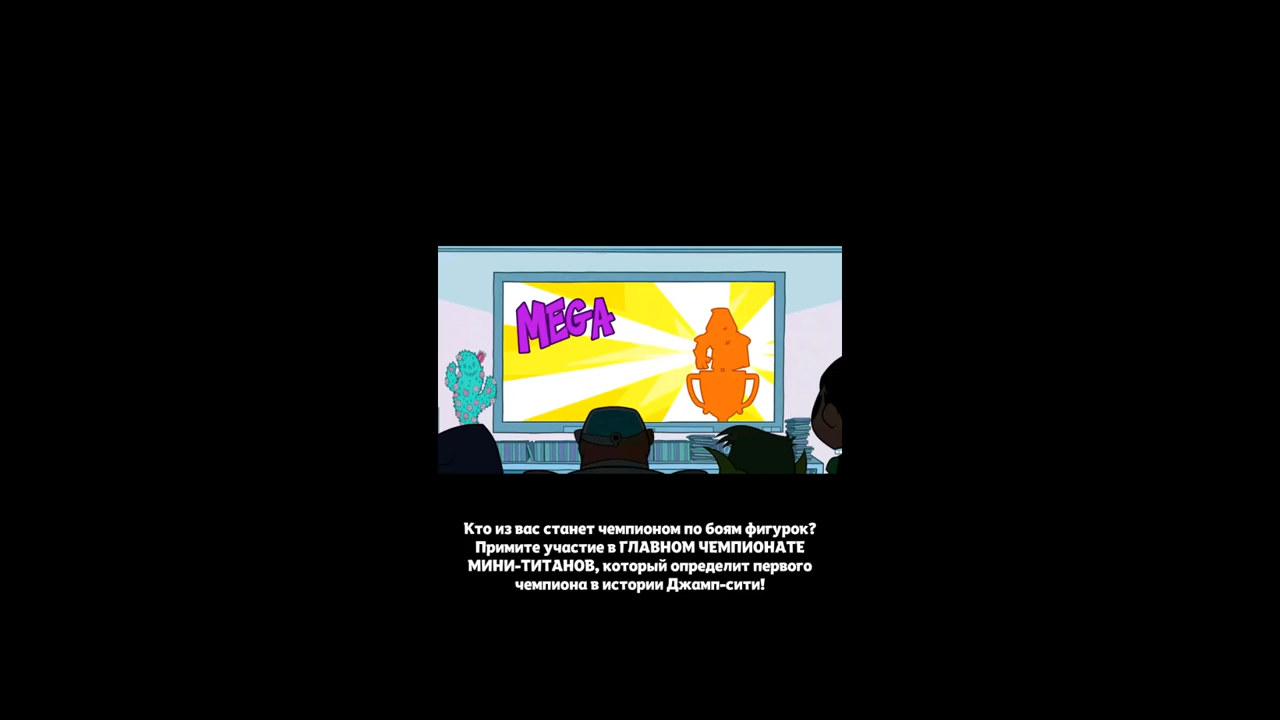 MEGA
Кто из вас станет чемпионом по боям фигурок?
Примите участие в ГЛАВНОМ ЧЕМПИОНАТЕ
МИНИ-ТИТАНОВ, который определит первого
чемпиона в истории Джамп-сити!